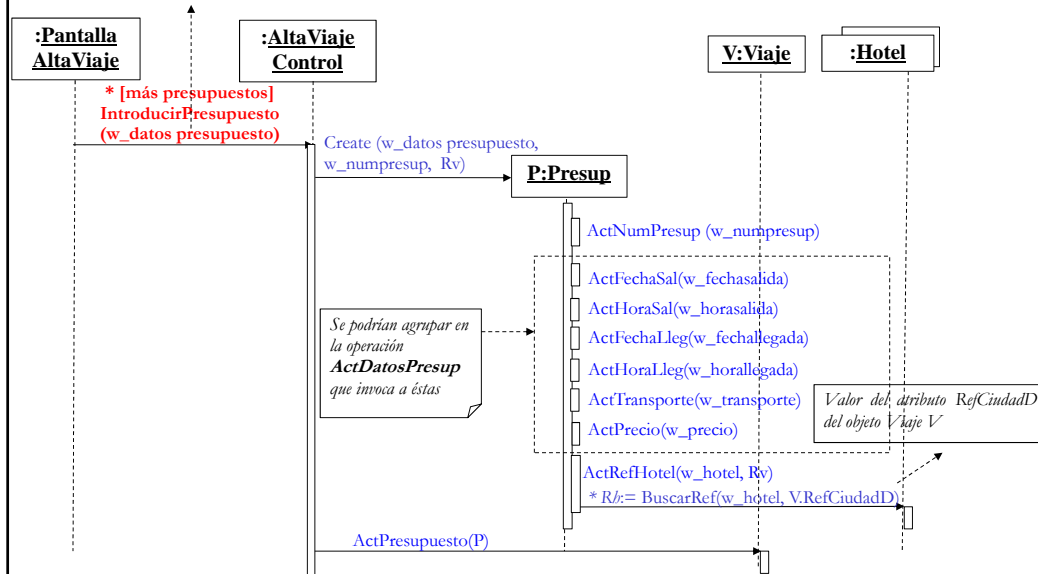 :Pantalla
AltaViaje
:AltaViaje
Control
V:Viaje
:Hotel
* [más presupuestos]
IntroducirPresupuesto
(w_datos presupuesto)
Create (w_datos presupuesto,
w_numpresup, Rv)
P:Presup
ActNumPresup (w_numpresup)
ActFechaSal(w_fechasalida)
ActHoraSal(w_horasalida)
ActFechaLleg(w_fechallegada)
ActHoraLleg(w_horallegada)
ActTransporte(w_transporte)
ActPrecio(w_precio)
Se podrían agrupar en
la operación
ActDatosPresup
que invoca a éstas
Valor del atributo RefCiudadD
del objeto Viaje V
ActRefHotel(w_hotel, Rv)
* Rh:= BuscarRef(w_hotel, V.RefCiudadD)
ActPresupuesto(P)